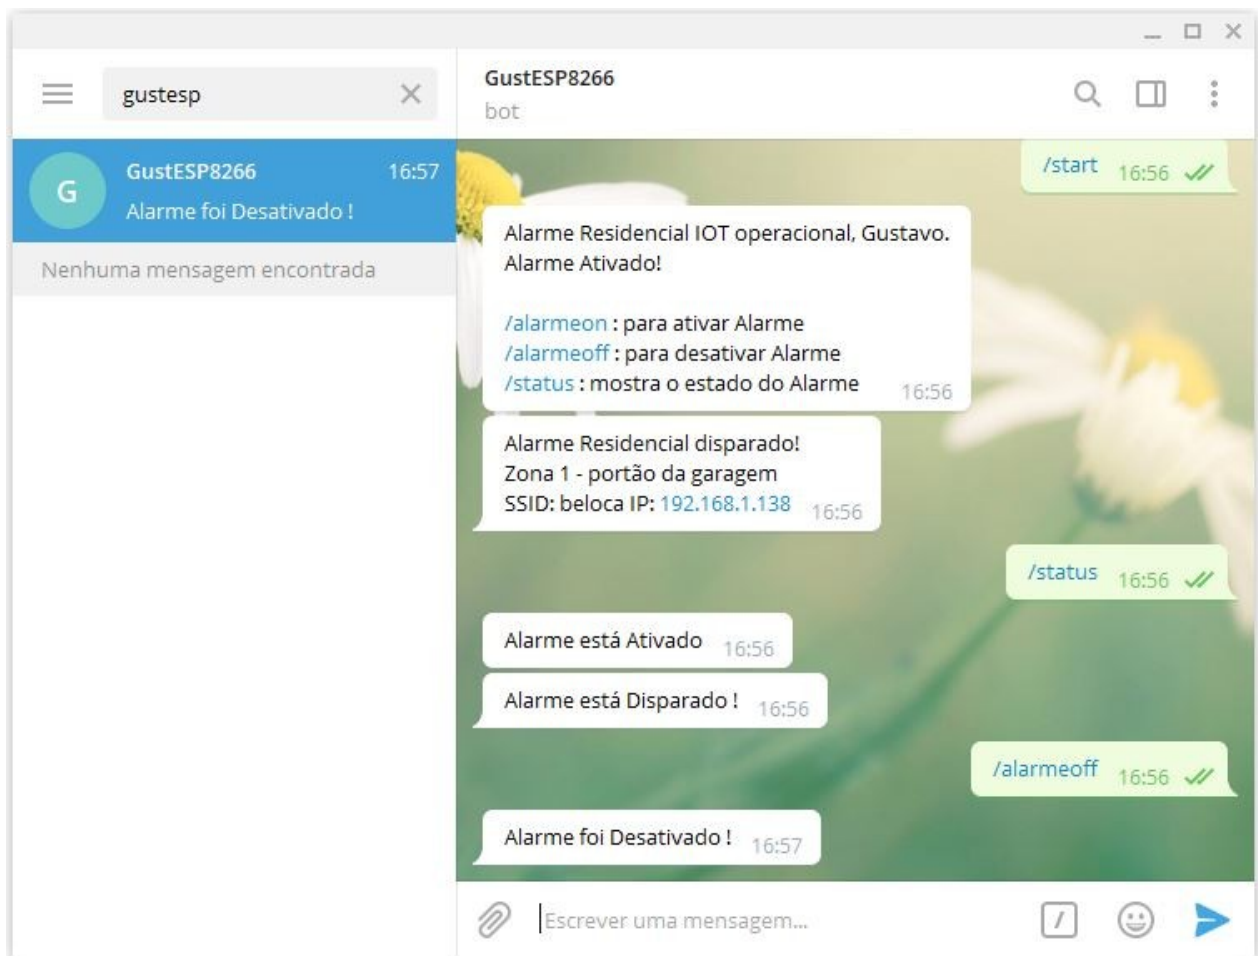 gustesp
GustESP8266 16:57
Alarme foi Desativado !
Nenhuma mensagem encontrada
G
GustESP8266
bot
/start 16:56
Alarme Residencial IOT operacional, Gustavo.
Alarme Ativado!
/alarmeon : para ativar Alarme
/alarmeoff : para desativar Alarme
/status : mostra o estado do Alarme 16:56
Alarme Residencial disparado!
Zona 1 - portão da garagem
SSID: beloca IP: 192.168.1.138 16:56
/status 16:56
Alarme está Ativado 16:56
Alarme está Disparado ! 16:56
/alarmeoff 16:56
Alarme foi Desativado ! 16:57
Escrever uma mensagem...
/